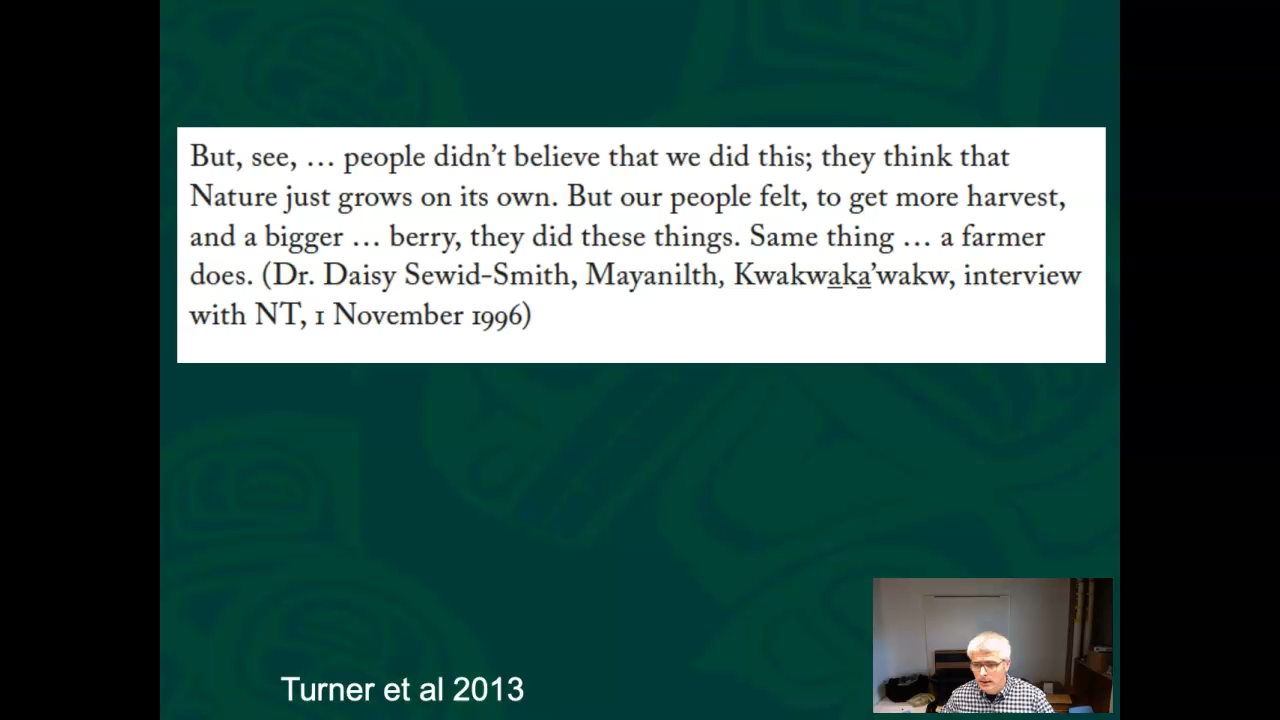 But, see, … people didn’t believe that we did this; they think that
Nature just grows on its own. But our people felt, to get more harvest,
and a bigger … berry, they did these things. Same thing … a farmer
does. (Dr. Daisy Sewid-Smith, Mayanilth, Kwakwa̱ka̱’wakw, interview
with NT, 1 November 1996)
Turner et al 2013